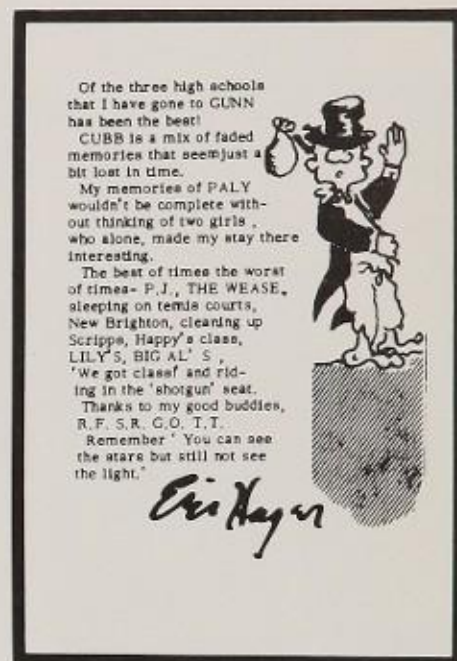 Of the three high schools
that I have gone to GUNN
has been the best!
CUBB is a mix of faded
memories that seemjust a
bit lost in time.
My memories of PALY
wouldn't be complete with-
out thinking of two girls ,
who alone, made my stay there
interesting.
The best of times the worst
of times- P.J., THE WEASE,
sleeping on tennis courts,
New Brighton, cleaning up
Scripps, Happy's class,
LILY'S, BIG AL' S ,
'We got class!' and rid-
ing in the 'shotgun' seat.
Thanks to my good buddies,
R.F. S.R. G.O. T.T.
Remember ' You can see
the stars but still not see
the light.'
Eric Hager